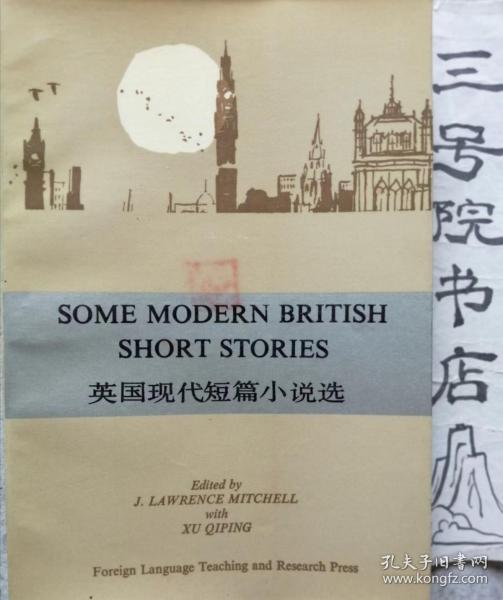 SOME MODERN BRITISH
SHORT STORIES
英国现代短篇小说选
Edited by
J. LAWRENCE MITCHELL
with
XU QIPING
Foreign Language Teaching and Research Press
三号院书店
孔夫子旧书网
www.kongfz.com